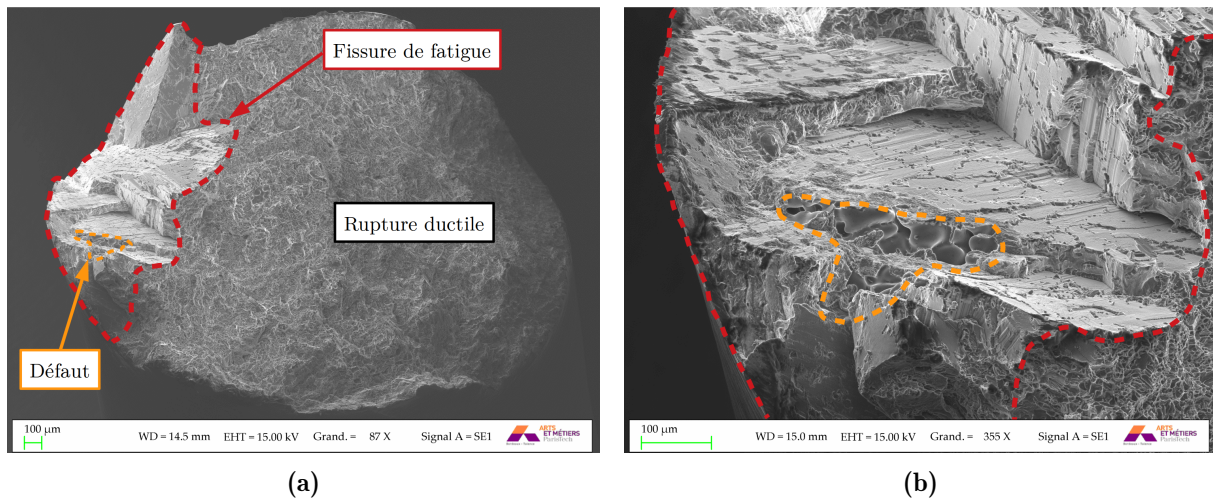 Fissure de fatigue
Rupture ductile
Défaut
100 µm
WD = 14.5 mm
EHT = 15.00 kV
Grand. = 87 X
Signal A = SE1
ARTS
ET MÉTIERS
ParisTech
100 µm
WD = 15.0 mm
EHT = 15.00 kV
Grand. = 355 X
Signal A = SE1
ARTS
ET MÉTIERS
ParisTech
(a)
(b)